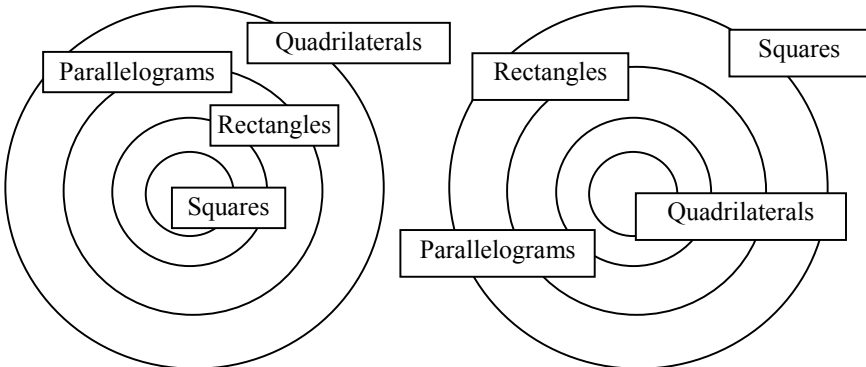 Quadrilaterals
Parallelograms
Rectangles
Squares
Squares
Rectangles
Quadrilaterals
Parallelograms